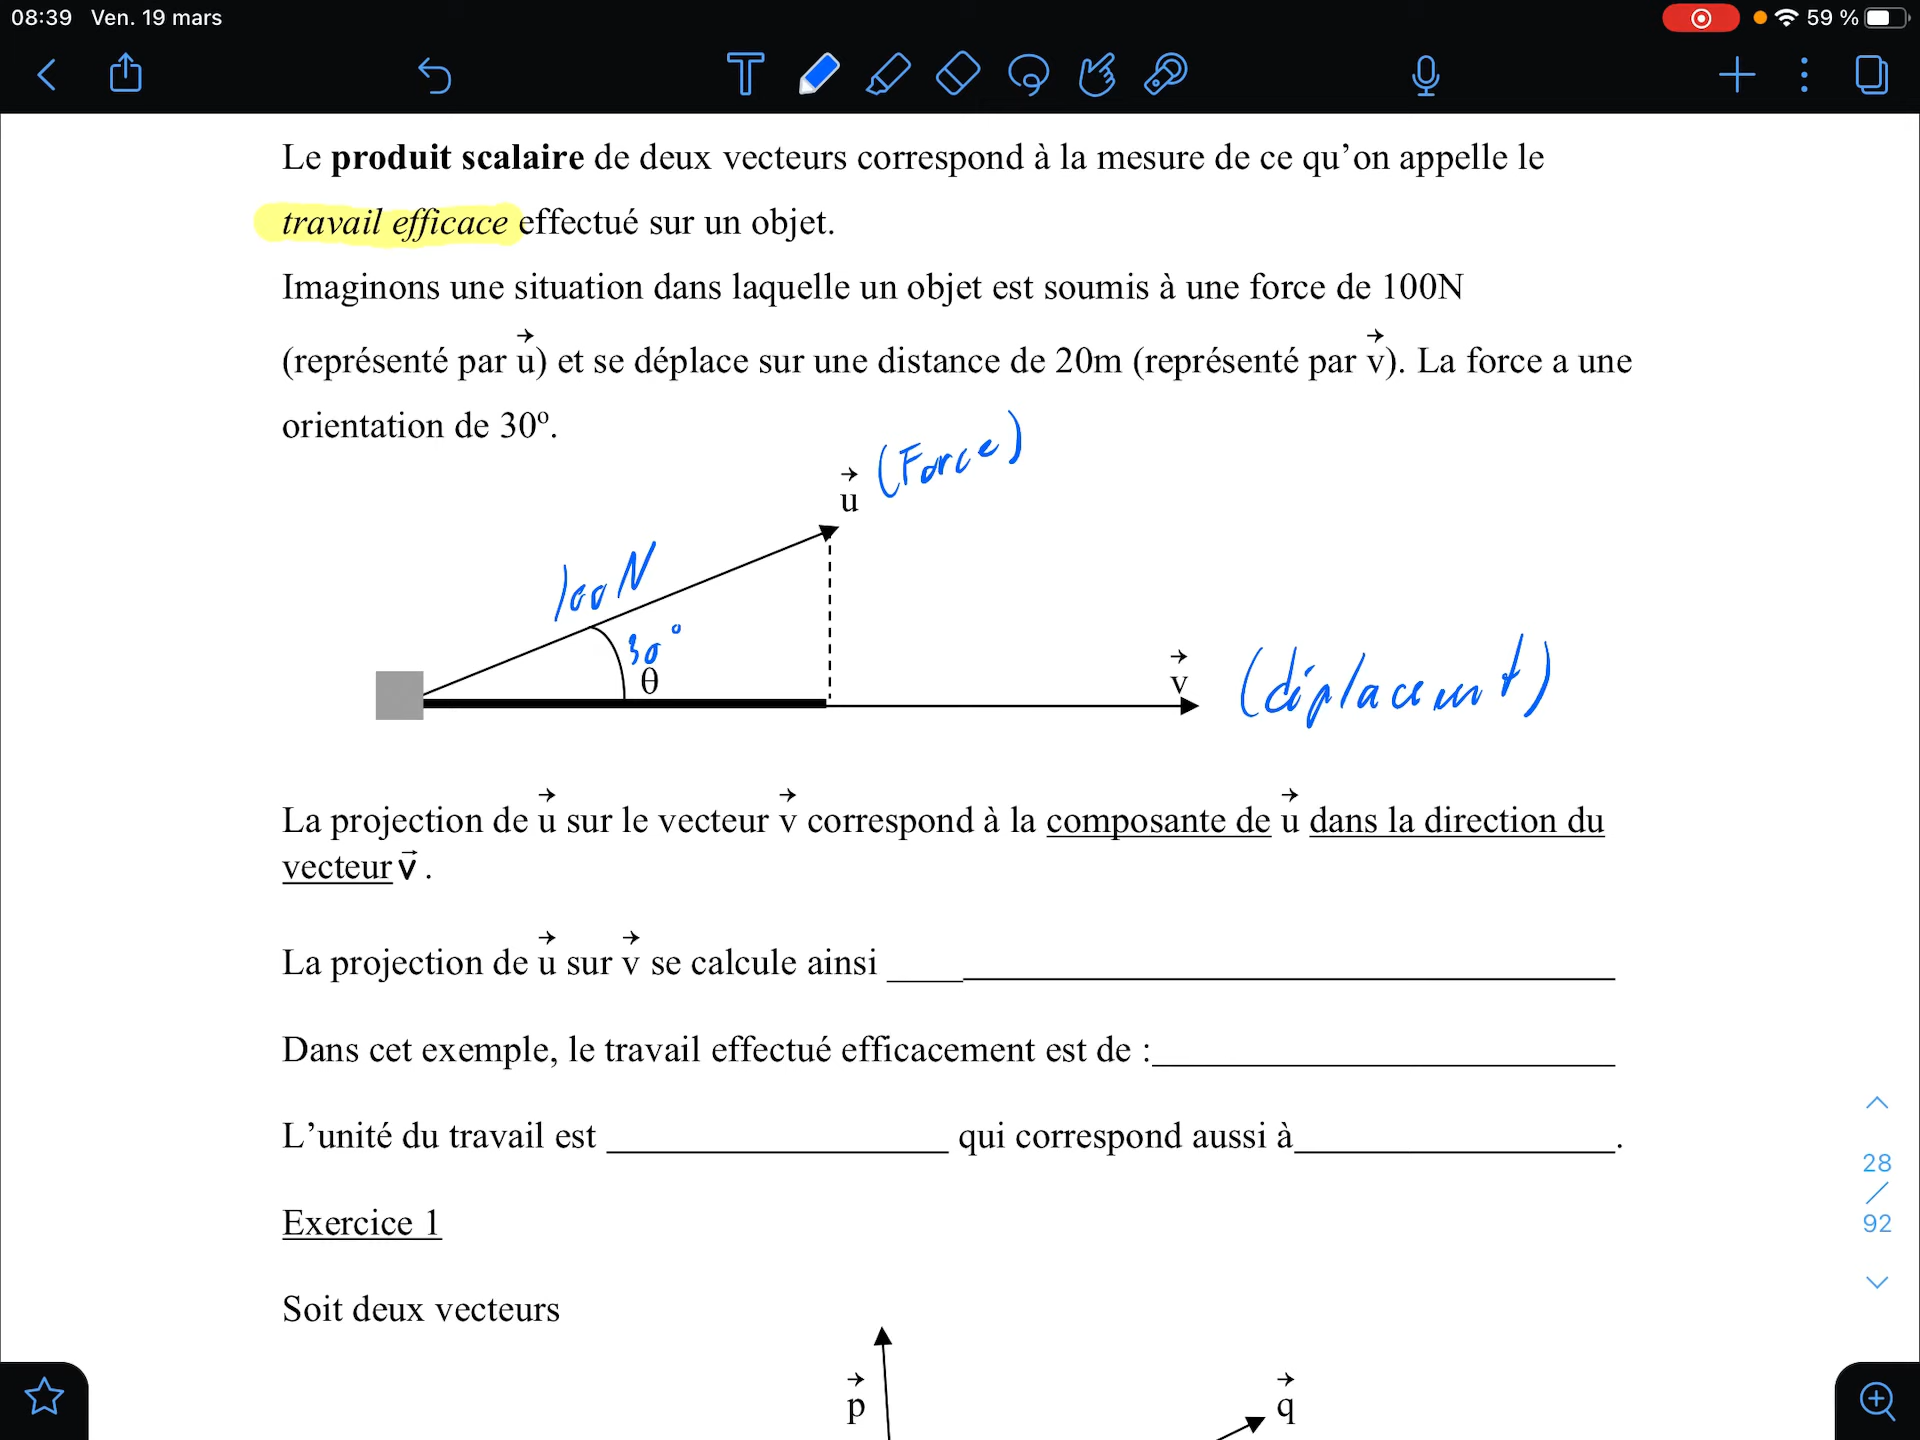 08:39 Ven. 19 mars
59 %
Le produit scalaire de deux vecteurs correspond à la mesure de ce qu’on appelle le
travail efficace effectué sur un objet.
Imaginons une situation dans laquelle un objet est soumis à une force de 100N
(représenté par u⃗) et se déplace sur une distance de 20m (représenté par v⃗). La force a une
orientation de 30º.
u⃗ (Force)
100N
30°
θ
v⃗ (déplacement)
La projection de u⃗ sur le vecteur v⃗ correspond à la composante de u⃗ dans la direction du
vecteur v⃗ .
La projection de u⃗ sur v⃗ se calcule ainsi ____________________
Dans cet exemple, le travail effectué efficacement est de :____________________
L’unité du travail est ____________________ qui correspond aussi à____________________.
28
/
92
Exercice 1
Soit deux vecteurs
p⃗
q⃗